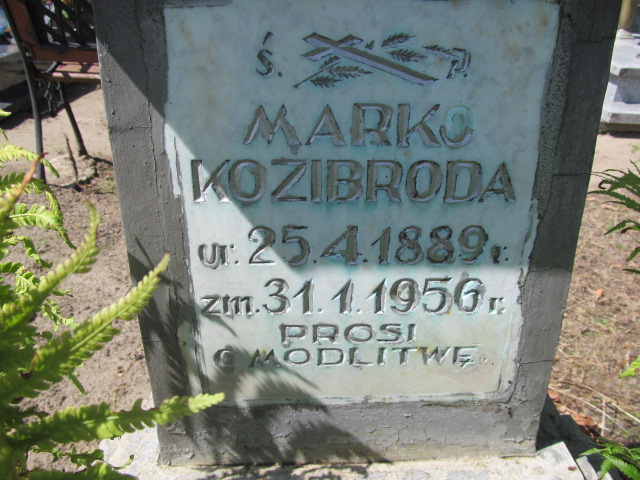 Ś. P.
MARKO
KOZIBRODA
ur. 25.4.1889 r.
zm. 31.1.1956 r.
PROSI
O MODLITWĘ.